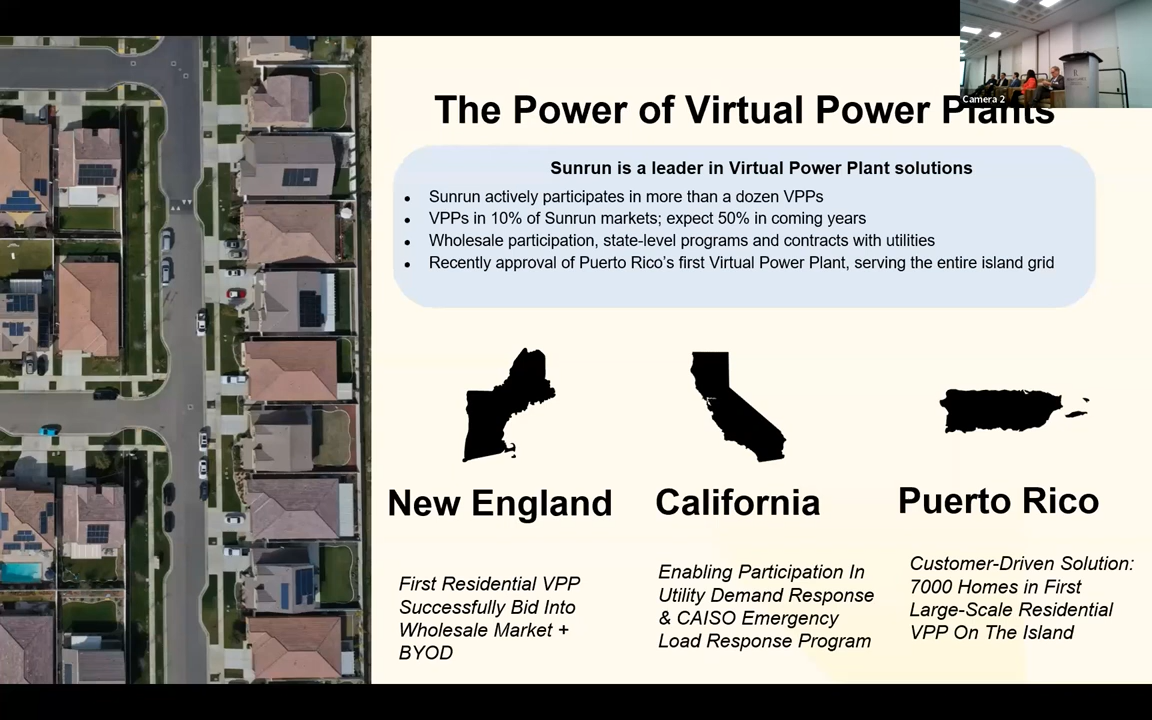 Camera 2
The Power of Virtual Power Plants
Sunrun is a leader in Virtual Power Plant solutions
• Sunrun actively participates in more than a dozen VPPs
• VPPs in 10% of Sunrun markets; expect 50% in coming years
• Wholesale participation, state-level programs and contracts with utilities
• Recently approval of Puerto Rico’s first Virtual Power Plant, serving the entire island grid
New England
First Residential VPP
Successfully Bid Into
Wholesale Market +
BYOD
California
Enabling Participation In
Utility Demand Response
& CAISO Emergency
Load Response Program
Puerto Rico
Customer-Driven Solution:
7000 Homes in First
Large-Scale Residential
VPP On The Island